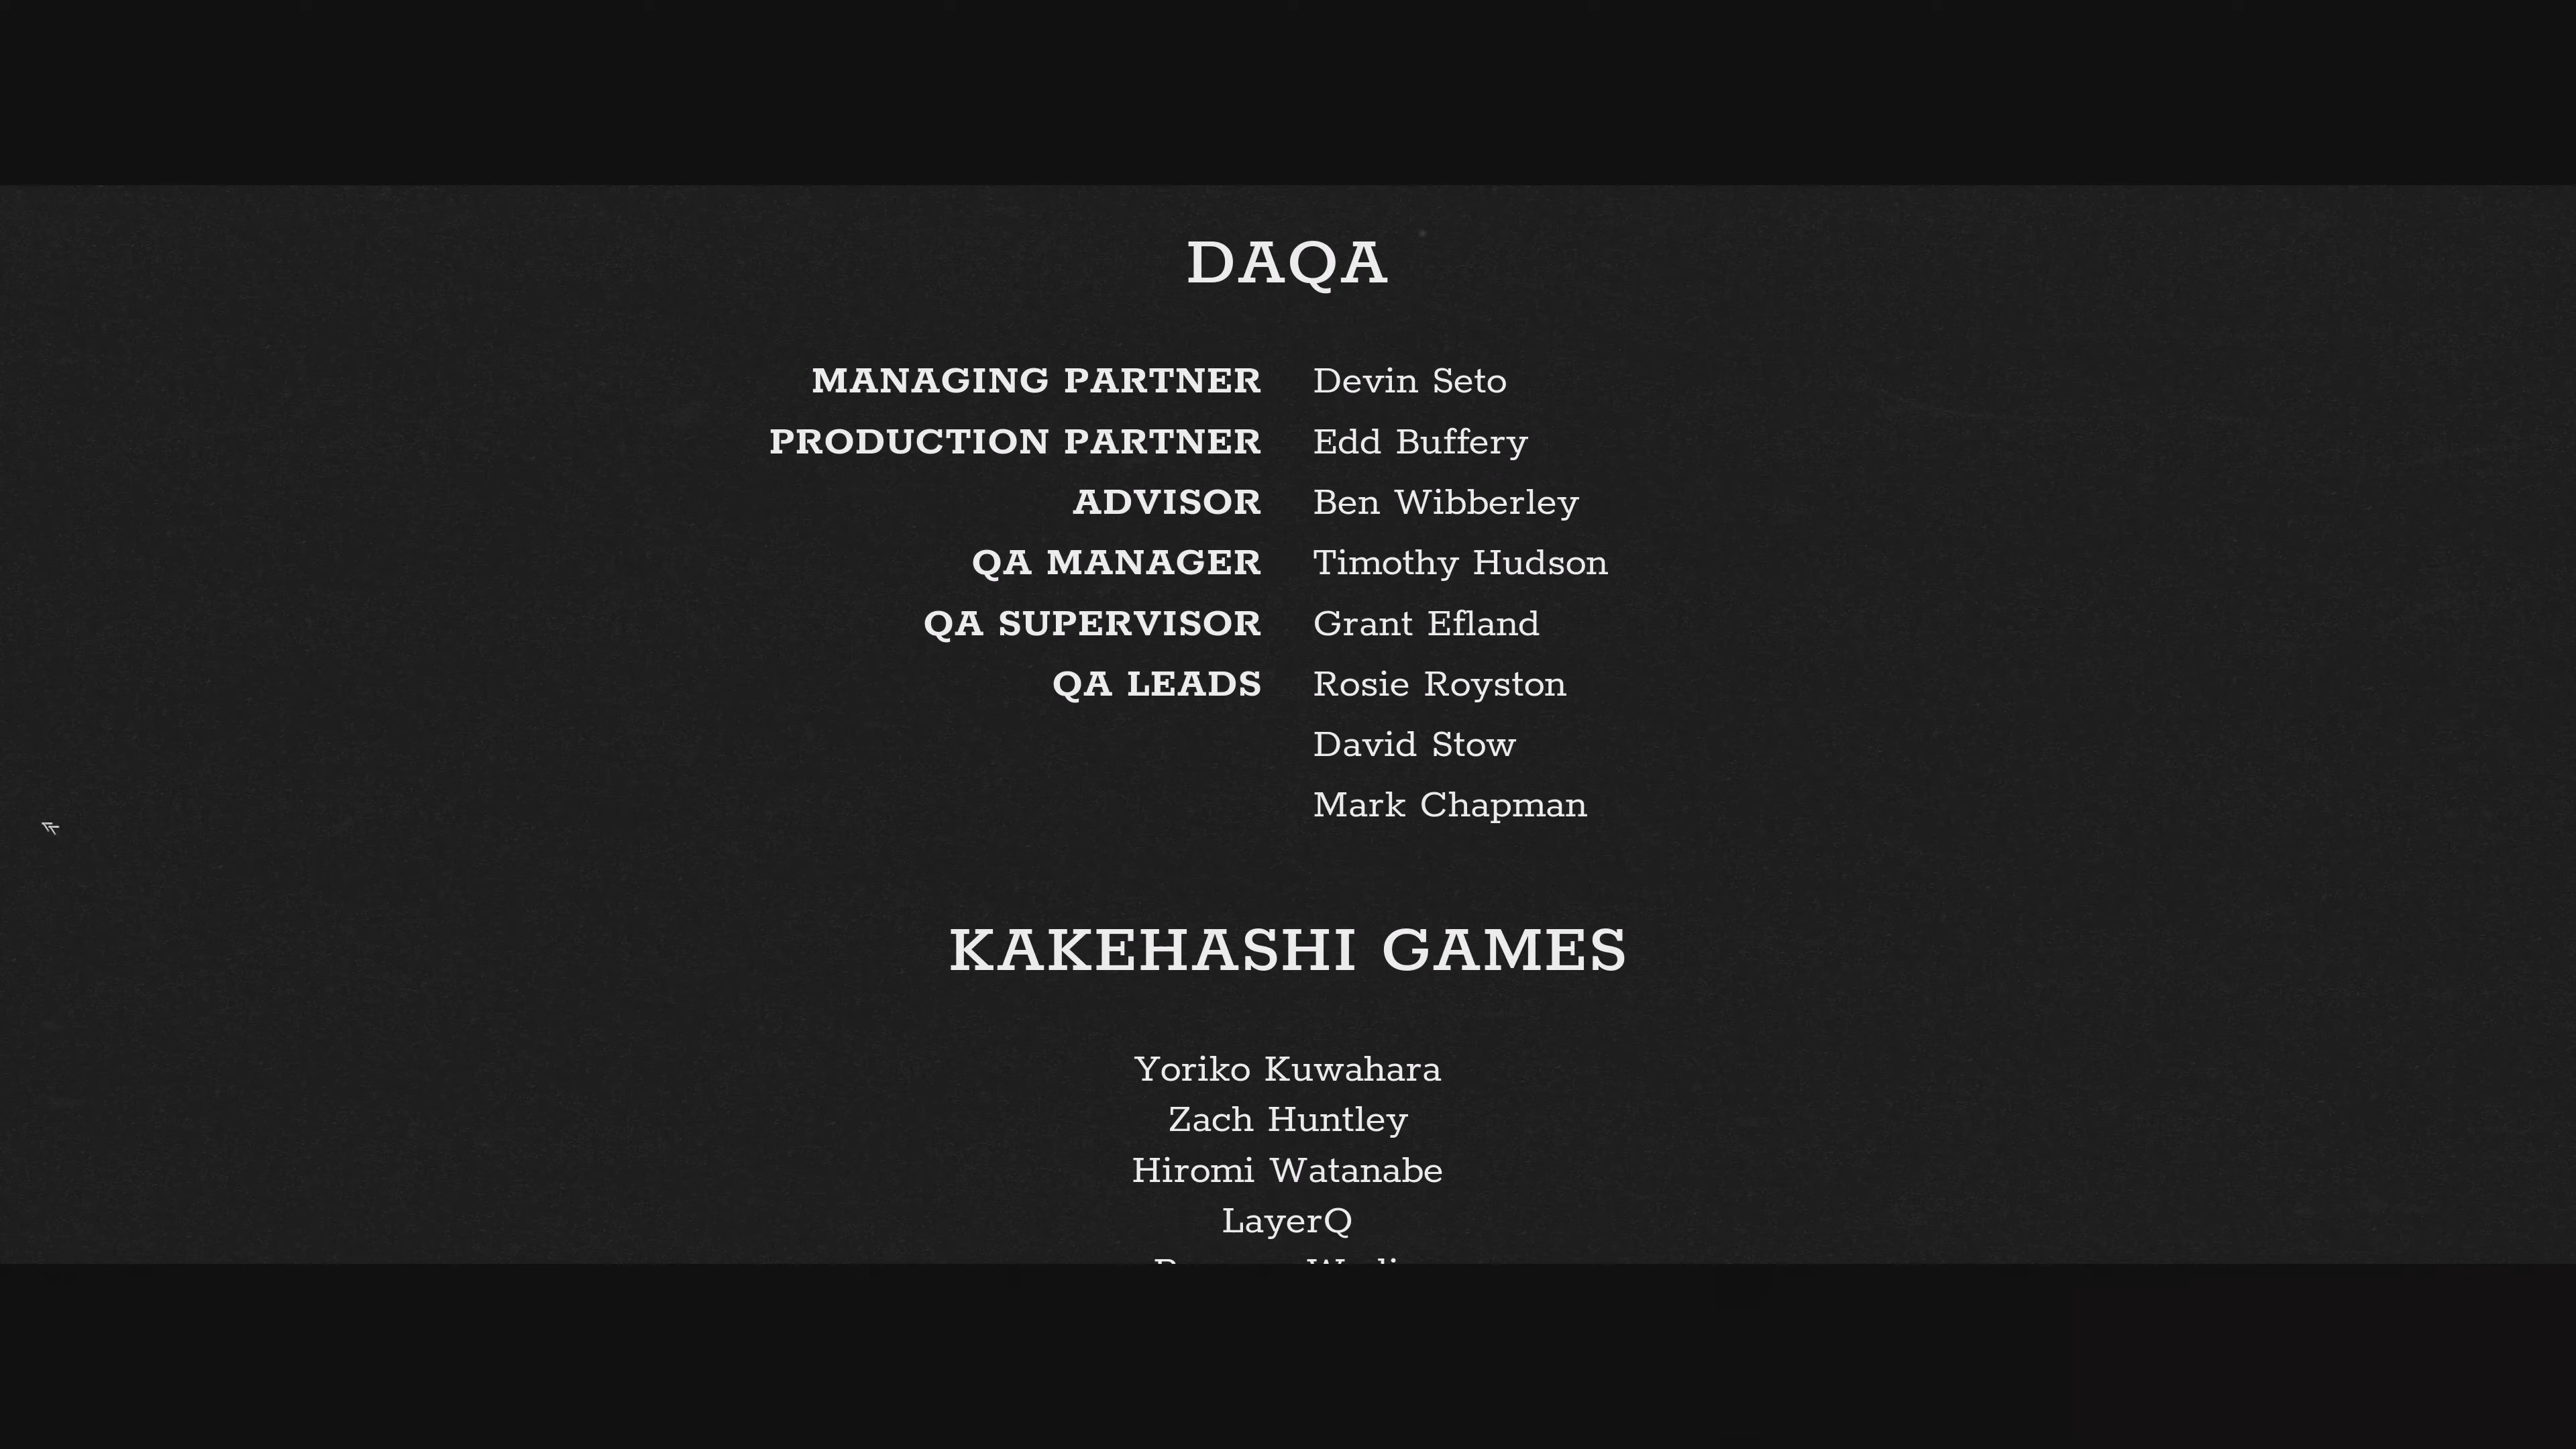 DAQA
MANAGING PARTNER Devin Seto
PRODUCTION PARTNER Edd Buffery
ADVISOR Ben Wibberley
QA MANAGER Timothy Hudson
QA SUPERVISOR Grant Efland
QA LEADS Rosie Royston
David Stow
Mark Chapman
KAKEHASHI GAMES
Yoriko Kuwahara
Zach Huntley
Hiromi Watanabe
LayerQ